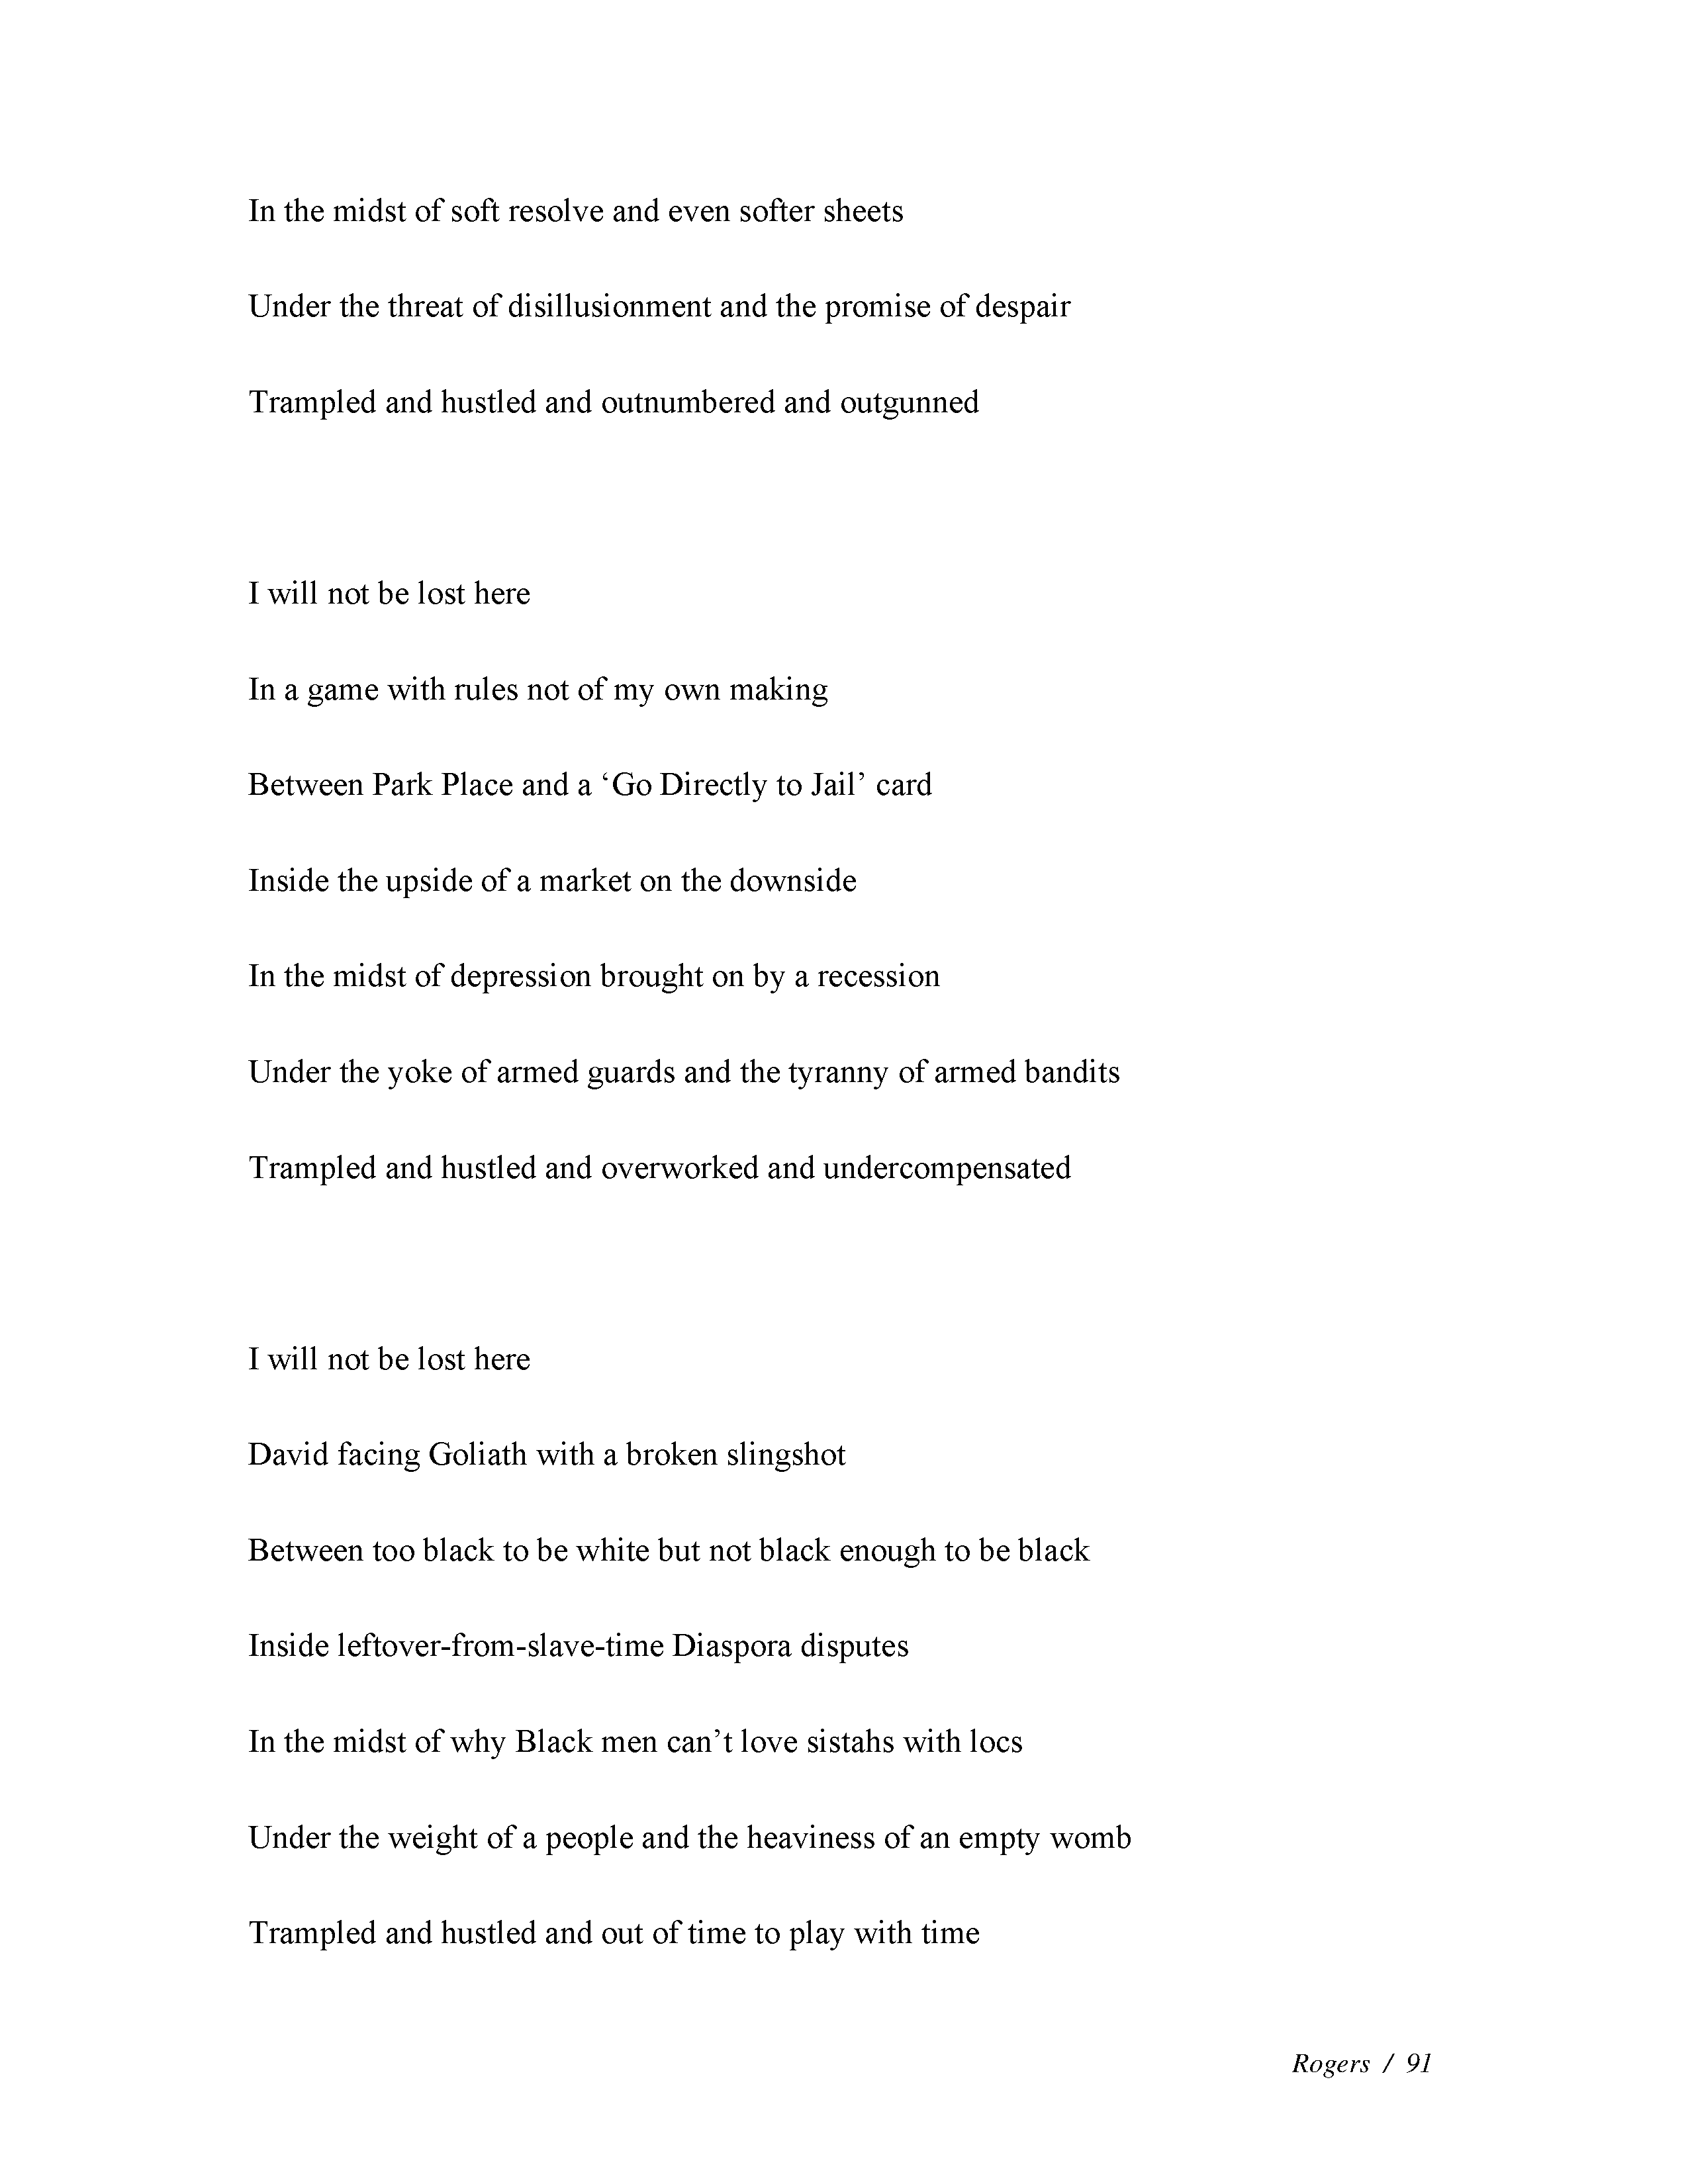 In the midst of soft resolve and even softer sheets
Under the threat of disillusionment and the promise of despair
Trampled and hustled and outnumbered and outgunned
I will not be lost here
In a game with rules not of my own making
Between Park Place and a ‘Go Directly to Jail’ card
Inside the upside of a market on the downside
In the midst of depression brought on by a recession
Under the yoke of armed guards and the tyranny of armed bandits
Trampled and hustled and overworked and undercompensated
I will not be lost here
David facing Goliath with a broken slingshot
Between too black to be white but not black enough to be black
Inside leftover-from-slave-time Diaspora disputes
In the midst of why Black men can’t love sistahs with locs
Under the weight of a people and the heaviness of an empty womb
Trampled and hustled and out of time to play with time
Rogers / 91